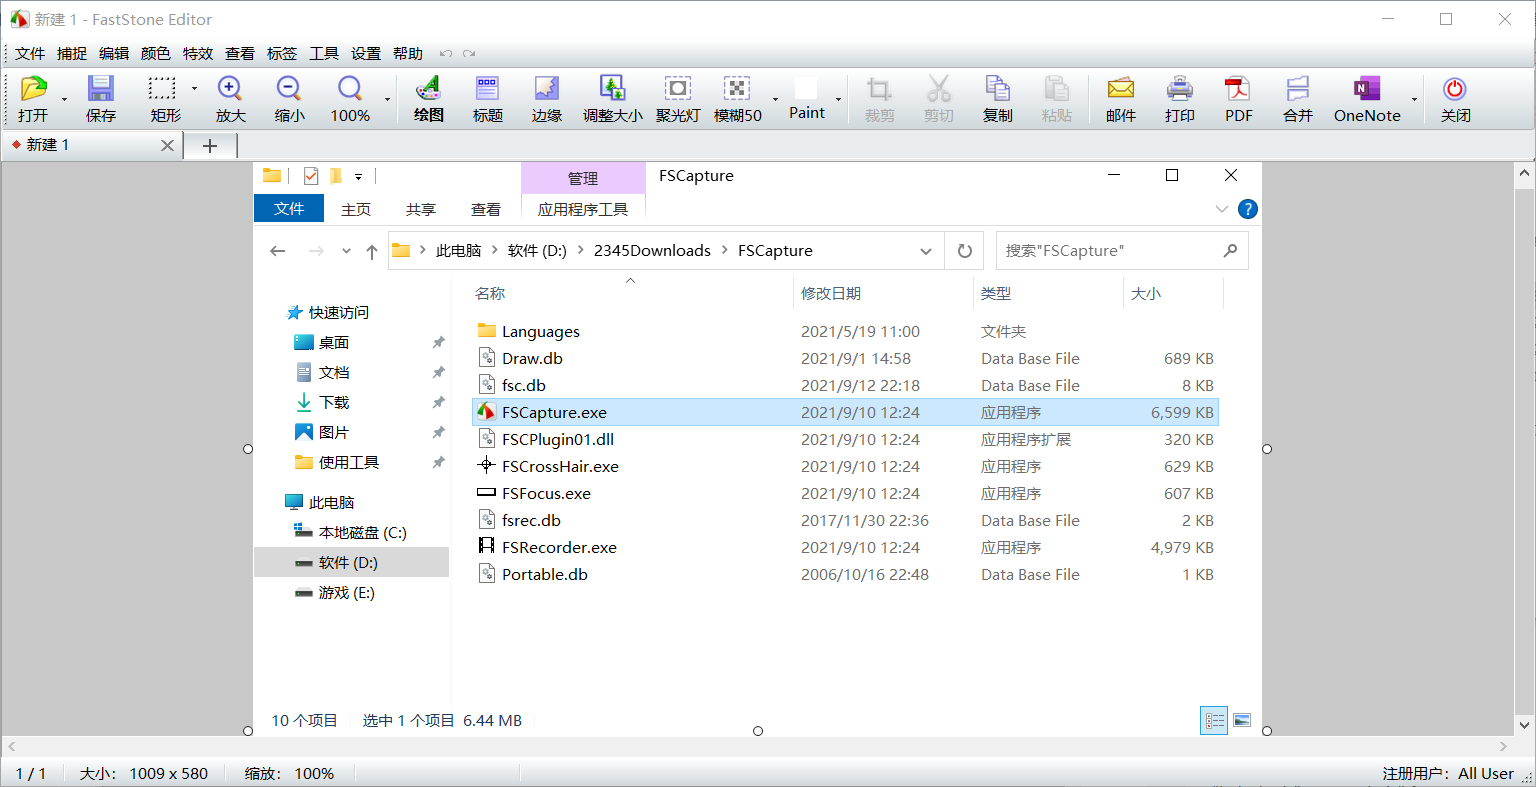 新建 1 - FastStone Editor
文件 捕捉 编辑 颜色 特效 查看 标签 工具 设置 帮助
打开 保存 矩形 放大 缩小 100% 绘图 标题 边缘 调整大小 聚光灯 模糊50 Paint 裁剪 剪切 复制 粘贴 邮件 打印 PDF 合并 OneNote 关闭
新建 1
管理 FSCapture
文件 主页 共享 查看 应用程序工具
此电脑 软件 (D:) 2345Downloads FSCapture 搜索"FSCapture"
名称 修改日期 类型 大小
快速访问
桌面
文档
下载
图片
使用工具
此电脑
本地磁盘 (C:)
软件 (D:)
游戏 (E:)
Languages 2021/5/19 11:00 文件夹
Draw.db 2021/9/1 14:58 Data Base File 689 KB
fsc.db 2021/9/12 22:18 Data Base File 8 KB
FSCapture.exe 2021/9/10 12:24 应用程序 6,599 KB
FSCPlugin01.dll 2021/9/10 12:24 应用程序扩展 320 KB
FSCrossHair.exe 2021/9/10 12:24 应用程序 629 KB
FSFocus.exe 2021/9/10 12:24 应用程序 607 KB
fsrec.db 2017/11/30 22:36 Data Base File 2 KB
FSRecorder.exe 2021/9/10 12:24 应用程序 4,979 KB
Portable.db 2006/10/16 22:48 Data Base File 1 KB
10 个项目 选中 1 个项目 6.44 MB
1 / 1 大小： 1009 x 580 缩放： 100% 注册用户：All User